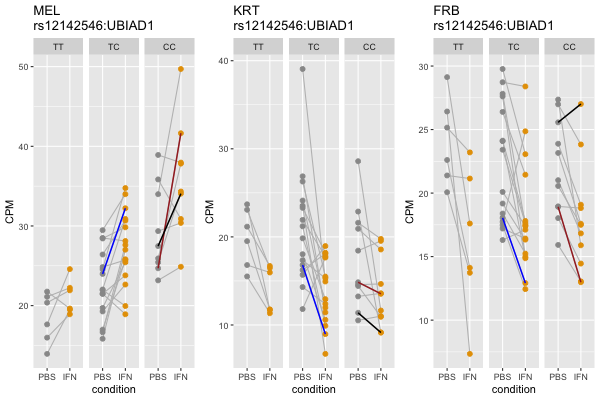 MEL
rs12142546:UBIAD1
TT TC CC
CPM
50
40
30
20
PBS IFN PBS IFN PBS IFN
condition
KRT
rs12142546:UBIAD1
TT TC CC
CPM
40
30
20
10
PBS IFN PBS IFN PBS IFN
condition
FRB
rs12142546:UBIAD1
TT TC CC
CPM
30
25
20
15
10
PBS IFN PBS IFN PBS IFN
condition